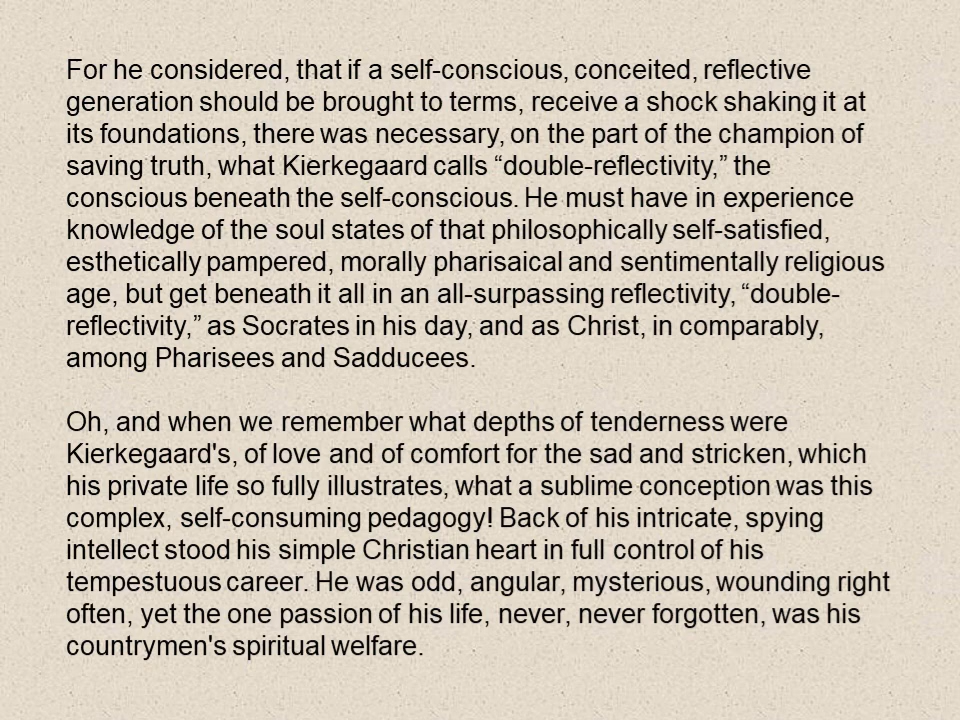 For he considered, that if a self-conscious, conceited, reflective
generation should be brought to terms, receive a shock shaking it at
its foundations, there was necessary, on the part of the champion of
saving truth, what Kierkegaard calls “double-reflectivity,” the
conscious beneath the self-conscious. He must have in experience
knowledge of the soul states of that philosophically self-satisfied,
esthetically pampered, morally pharisaical and sentimentally religious
age, but get beneath it all in an all-surpassing reflectivity, “double-
reflectivity,” as Socrates in his day, and as Christ, in comparably,
among Pharisees and Sadducees.

Oh, and when we remember what depths of tenderness were
Kierkegaard's, of love and of comfort for the sad and stricken, which
his private life so fully illustrates, what a sublime conception was this
complex, self-consuming pedagogy! Back of his intricate, spying
intellect stood his simple Christian heart in full control of his
tempestuous career. He was odd, angular, mysterious, wounding right
often, yet the one passion of his life, never, never forgotten, was his
countrymen's spiritual welfare.